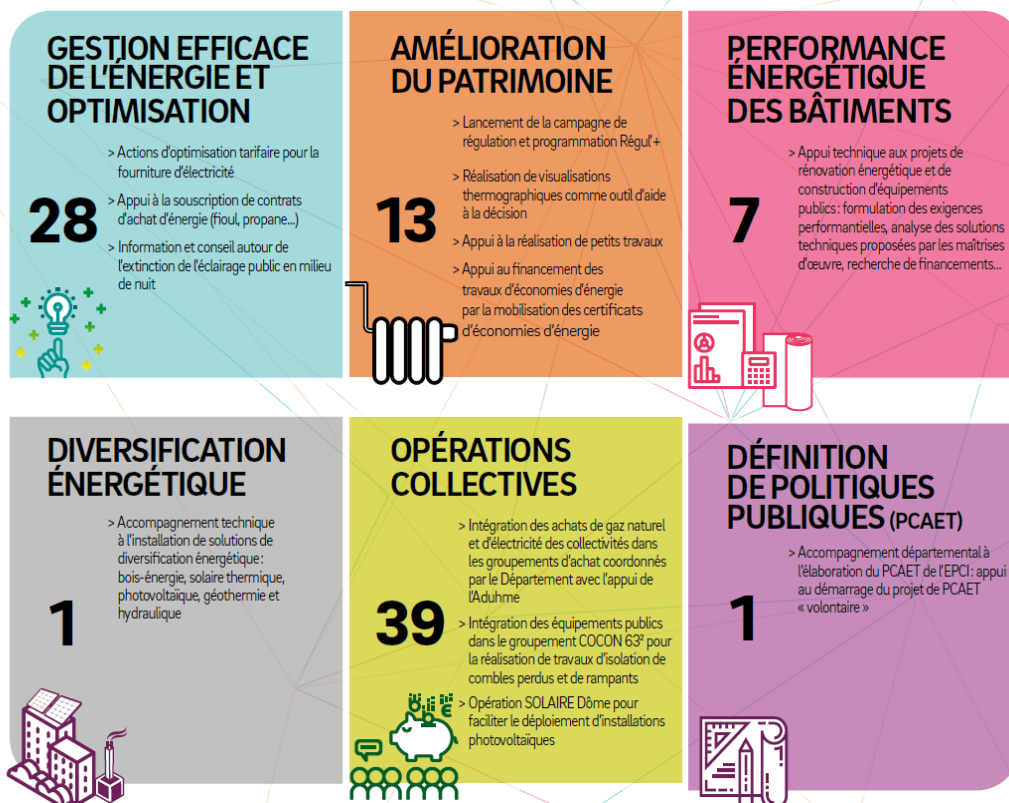 GESTION EFFICACE
DE L'ÉNERGIE ET
OPTIMISATION
> Actions d'optimisation tarifaire pour la
fourniture d'électricité
28
> Appui à la souscription de contrats
d'achat d'énergie (fioul, propane...)
> Information et conseil autour de
l'extinction de l'éclairage public en milieu
de nuit
AMÉLIORATION
DU PATRIMOINE
> Lancement de la campagne de
régulation et programmation Régul'+
> Réalisation de visualisations
thermographiques comme outil d'aide
à la décision
13
> Appui à la réalisation de petits travaux
> Appui au financement des
travaux d'économies d'énergie
par la mobilisation des certificats
d'économies d'énergie
PERFORMANCE
ÉNERGÉTIQUE
DES BÂTIMENTS
> Appui technique aux projets de
rénovation énergétique et de
construction d'équipements
publics : formulation des exigences
performantielles, analyse des solutions
techniques proposées par les maîtrises
d'œuvre, recherche de financements...
7
DIVERSIFICATION
ÉNERGÉTIQUE
> Accompagnement technique
à l'installation de solutions de
diversification énergétique :
bois-énergie, solaire thermique,
photovoltaïque, géothermie et
hydraulique
1
OPÉRATIONS
COLLECTIVES
> Intégration des achats de gaz naturel
et d'électricité des collectivités dans
les groupements d'achat coordonnés
par le Département avec l'appui de
l'Aduhme
39
> Intégration des équipements publics
dans le groupement COCON 63² pour
la réalisation de travaux d'isolation de
combles perdus et de rampants
> Opération SOLAIRE Dôme pour
faciliter le déploiement d'installations
photovoltaïques
DÉFINITION
DE POLITIQUES
PUBLIQUES (PCAET)
> Accompagnement départemental à
l'élaboration du PCAET de l'EPCI : appui
au démarrage du projet de PCAET
« volontaire »
1